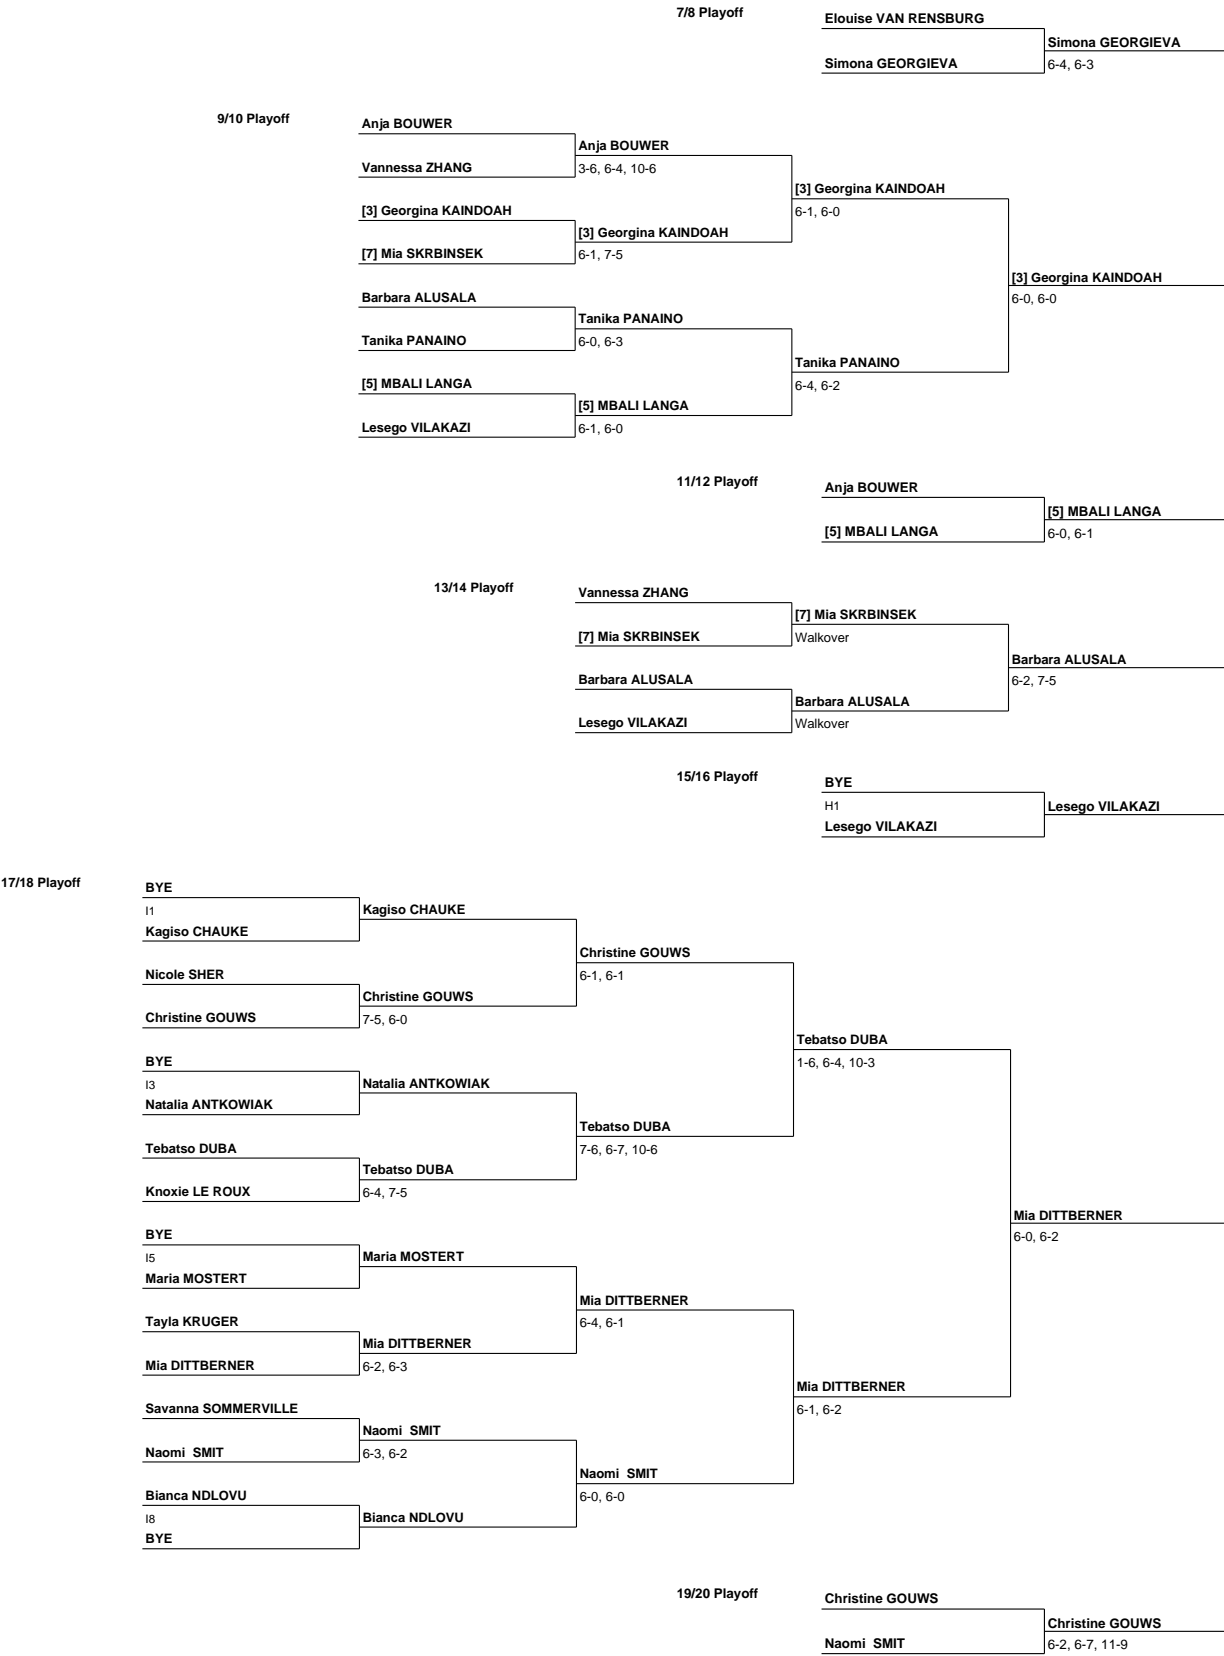 7/8 Playoff
Elouise VAN RENSBURG
Simona GEORGIEVA
Simona GEORGIEVA
6-4, 6-3
9/10 Playoff
Anja BOUWER
Anja BOUWER
Vannessa ZHANG
3-6, 6-4, 10-6
[3] Georgina KAINDOAH
[3] Georgina KAINDOAH
6-1, 6-0
[3] Georgina KAINDOAH
[7] Mia SKRBINSEK
6-1, 7-5
[3] Georgina KAINDOAH
6-0, 6-0
Barbara ALUSALA
Tanika PANAINO
Tanika PANAINO
6-0, 6-3
Tanika PANAINO
6-4, 6-2
[5] MBALI LANGA
[5] MBALI LANGA
Lesego VILAKAZI
6-1, 6-0
11/12 Playoff
Anja BOUWER
[5] MBALI LANGA
[5] MBALI LANGA
6-0, 6-1
13/14 Playoff
Vannessa ZHANG
[7] Mia SKRBINSEK
[7] Mia SKRBINSEK
Walkover
Barbara ALUSALA
6-2, 7-5
Barbara ALUSALA
Barbara ALUSALA
Lesego VILAKAZI
Walkover
15/16 Playoff
BYE
H1
Lesego VILAKAZI
Lesego VILAKAZI
17/18 Playoff
BYE
I1
Kagiso CHAUKE
Kagiso CHAUKE
Christine GOUWS
6-1, 6-1
Nicole SHER
Christine GOUWS
Christine GOUWS
7-5, 6-0
Tebatso DUBA
1-6, 6-4, 10-3
BYE
I3
Natalia ANTKOWIAK
Natalia ANTKOWIAK
Tebatso DUBA
7-6, 6-7, 10-6
Tebatso DUBA
Tebatso DUBA
Knoxie LE ROUX
6-4, 7-5
Mia DITTBERNER
6-0, 6-2
BYE
I5
Maria MOSTERT
Maria MOSTERT
Mia DITTBERNER
6-4, 6-1
Tayla KRUGER
Mia DITTBERNER
Mia DITTBERNER
6-2, 6-3
Mia DITTBERNER
6-1, 6-2
Savanna SOMMERVILLE
Naomi  SMIT
Naomi  SMIT
6-3, 6-2
Naomi  SMIT
6-0, 6-0
Bianca NDLOVU
I8
Bianca NDLOVU
BYE
19/20 Playoff
Christine GOUWS
Christine GOUWS
Naomi  SMIT
6-2, 6-7, 11-9